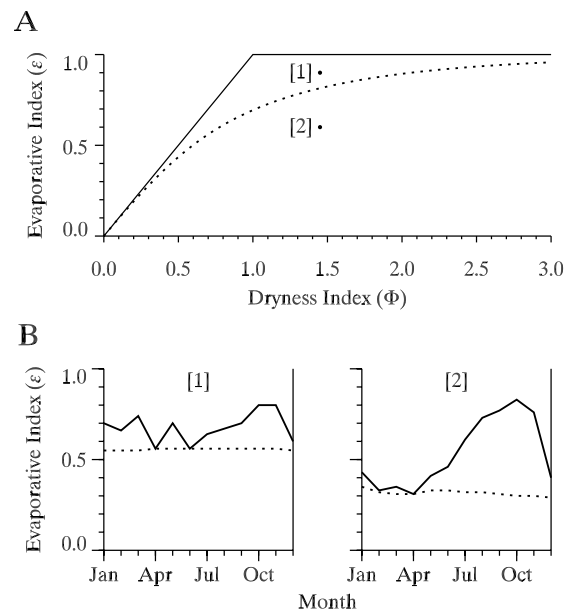 A
Evaporative Index (ε)
1.0
0.5
0.0
[1]
[2]
0.0 0.5 1.0 1.5 2.0 2.5 3.0
Dryness Index (Φ)
B
Evaporative Index (ε)
1.0
0.5
0.0
[1]
[2]
Jan Apr Jul Oct Jan Apr Jul Oct
Month